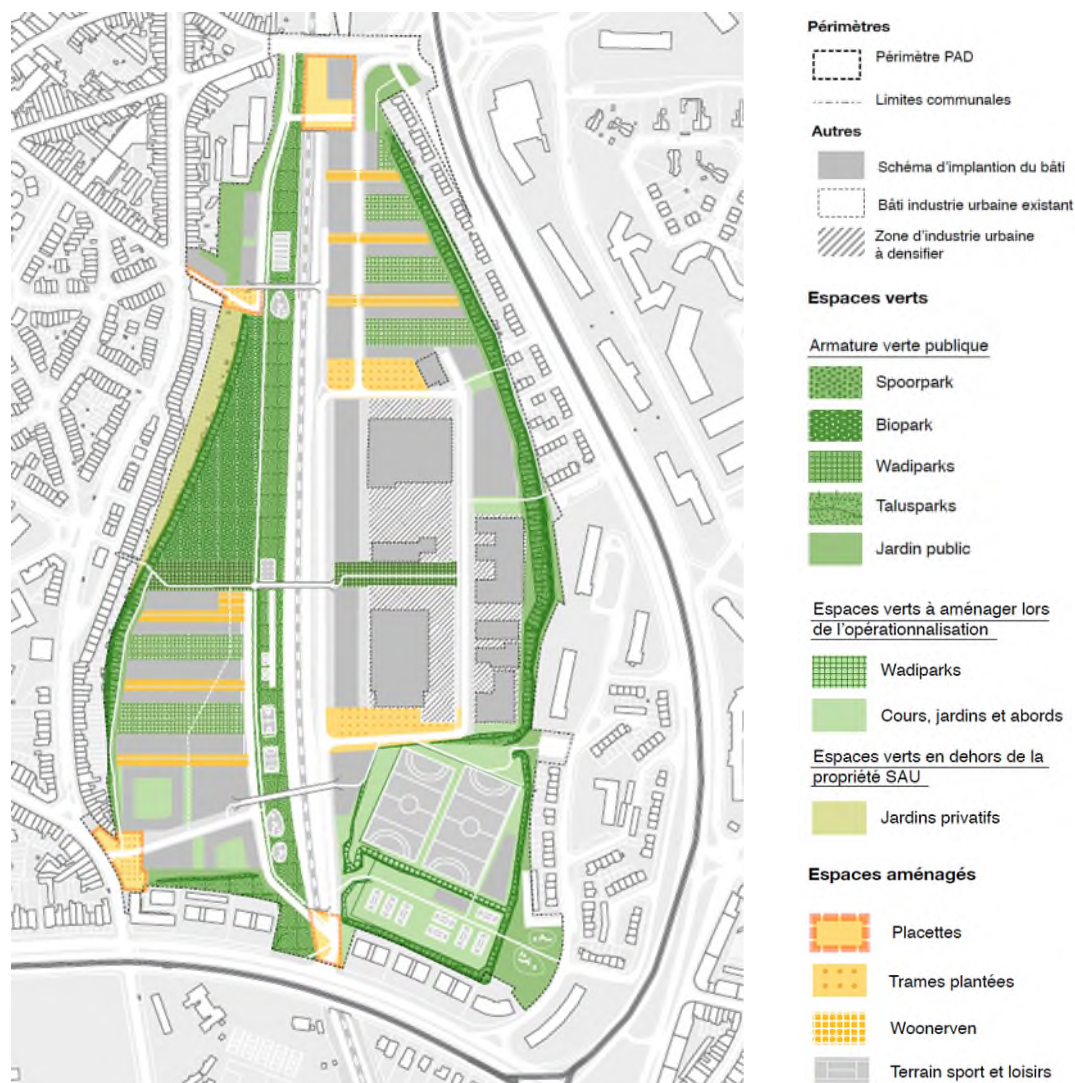 Périmètres
Périmètre PAD
Limites communales
Autres
Schéma d'implantion du bâti
Bâti industrie urbaine existant
Zone d'industrie urbaine
à densifier
Espaces verts
Armature verte publique
Spoorpark
Biopark
Wadiparks
Talusparks
Jardin public
Espaces verts à aménager lors
de l'opérationnalisation
Wadiparks
Cours, jardins et abords
Espaces verts en dehors de la
propriété SAU
Jardins privatifs
Espaces aménagés
Placettes
Trames plantées
Woonerven
Terrain sport et loisirs